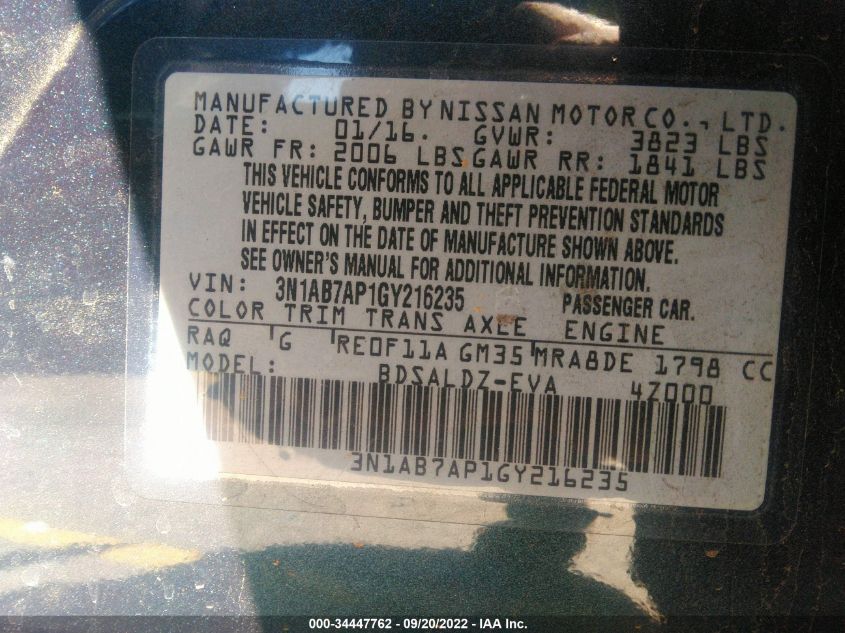 MANUFACTURED BY NISSAN MOTOR CO., LTD.
DATE: 01/16. GVWR: 3823 LBS
GAWR FR: 2006 LBS GAWR RR: 1841 LBS
THIS VEHICLE CONFORMS TO ALL APPLICABLE FEDERAL MOTOR
VEHICLE SAFETY, BUMPER AND THEFT PREVENTION STANDARDS
IN EFFECT ON THE DATE OF MANUFACTURE SHOWN ABOVE.
SEE OWNER'S MANUAL FOR ADDITIONAL INFORMATION.
VIN: 3N1AB7AP1GY216235 PASSENGER CAR.
COLOR TRIM TRANS AXLE ENGINE
RAQ G RE0F11A GM35 MRA8DE 1798 CC
MODEL: BDSALDZ-EVA 4Z000
3N1AB7AP1GY216235
000-34447762 - 09/20/2022 - IAA Inc.